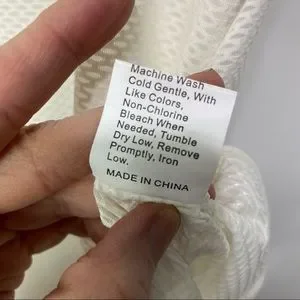 Machine Wash
Cold Gentle, With
Like Colors,
Non-Chlorine
Bleach When
Needed, Tumble
Dry Low, Remove
Promptly, Iron
Low.
MADE IN CHINA